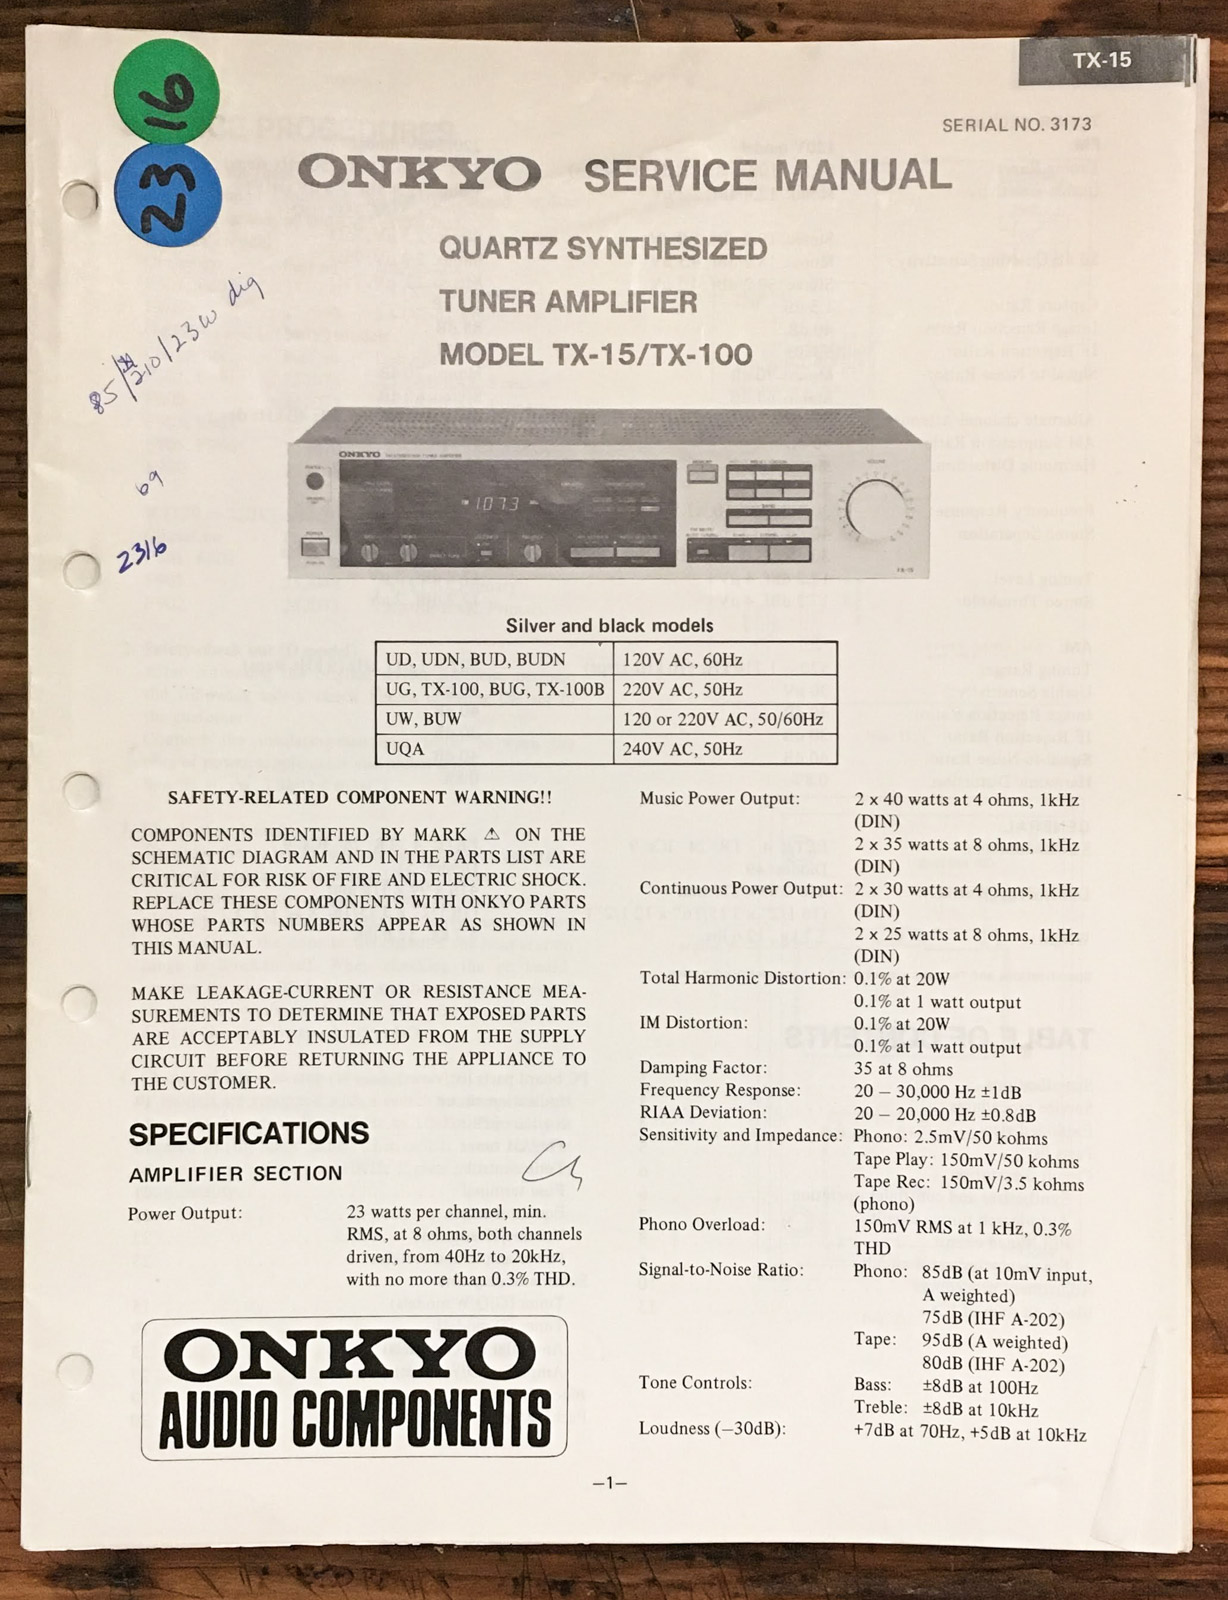 TX-15
16
23
SERIAL NO. 3173
ONKYO SERVICE MANUAL
QUARTZ SYNTHESIZED
TUNER AMPLIFIER
MODEL TX-15/TX-100
85/210/23W dig
69
2316
ONKYO
107.3
Silver and black models
UD, UDN, BUD, BUDN 120V AC, 60Hz
UG, TX-100, BUG, TX-100B 220V AC, 50Hz
UW, BUW 120 or 220V AC, 50/60Hz
UQA 240V AC, 50Hz
SAFETY-RELATED COMPONENT WARNING!!
COMPONENTS IDENTIFIED BY MARK ⚠ ON THE
SCHEMATIC DIAGRAM AND IN THE PARTS LIST ARE
CRITICAL FOR RISK OF FIRE AND ELECTRIC SHOCK.
REPLACE THESE COMPONENTS WITH ONKYO PARTS
WHOSE PARTS NUMBERS APPEAR AS SHOWN IN
THIS MANUAL.
MAKE LEAKAGE-CURRENT OR RESISTANCE MEA-
SUREMENTS TO DETERMINE THAT EXPOSED PARTS
ARE ACCEPTABLY INSULATED FROM THE SUPPLY
CIRCUIT BEFORE RETURNING THE APPLIANCE TO
THE CUSTOMER.
SPECIFICATIONS
AMPLIFIER SECTION
Power Output: 23 watts per channel, min.
RMS, at 8 ohms, both channels
driven, from 40Hz to 20kHz,
with no more than 0.3% THD.
ONKYO
AUDIO COMPONENTS
Music Power Output: 2 x 40 watts at 4 ohms, 1kHz
(DIN)
2 x 35 watts at 8 ohms, 1kHz
(DIN)
Continuous Power Output: 2 x 30 watts at 4 ohms, 1kHz
(DIN)
2 x 25 watts at 8 ohms, 1kHz
(DIN)
Total Harmonic Distortion: 0.1% at 20W
0.1% at 1 watt output
IM Distortion: 0.1% at 20W
0.1% at 1 watt output
Damping Factor: 35 at 8 ohms
Frequency Response: 20 – 30,000 Hz ±1dB
RIAA Deviation: 20 – 20,000 Hz ±0.8dB
Sensitivity and Impedance: Phono: 2.5mV/50 kohms
Tape Play: 150mV/50 kohms
Tape Rec: 150mV/3.5 kohms
(phono)
Phono Overload: 150mV RMS at 1 kHz, 0.3%
THD
Signal-to-Noise Ratio: Phono: 85dB (at 10mV input,
A weighted)
75dB (IHF A-202)
Tape: 95dB (A weighted)
80dB (IHF A-202)
Tone Controls: Bass: ±8dB at 100Hz
Treble: ±8dB at 10kHz
Loudness (–30dB): +7dB at 70Hz, +5dB at 10kHz
–1–